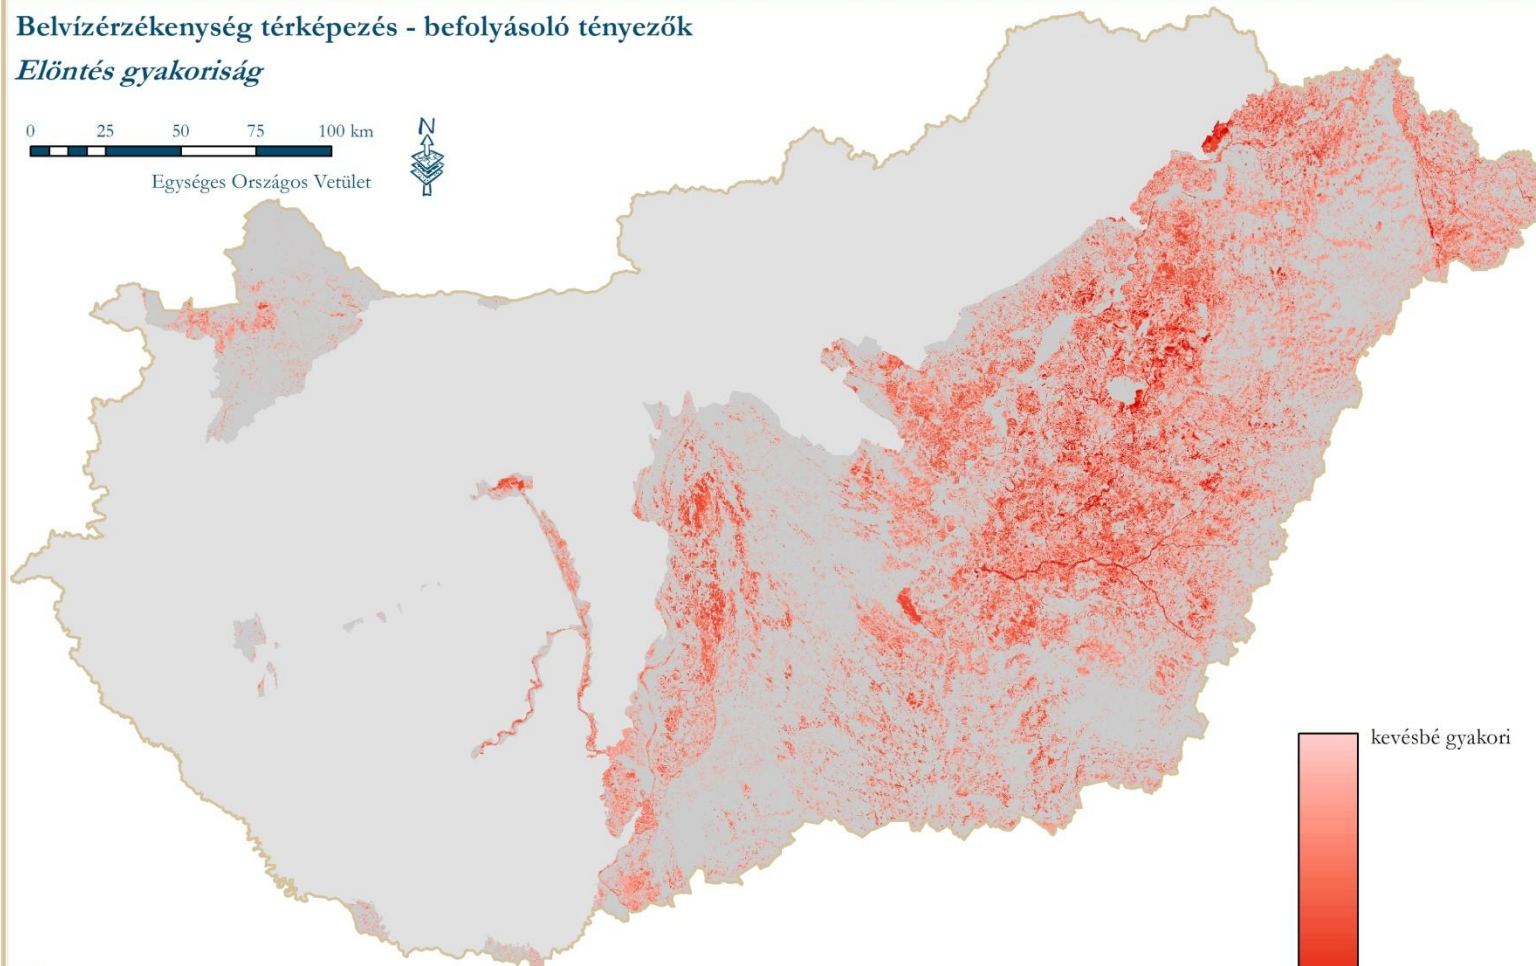 Belvízérzékenység térképezés - befolyásoló tényezők
Elöntés gyakoriság
0 25 50 75 100 km
N
Egységes Országos Vetület
kevésbé gyakori